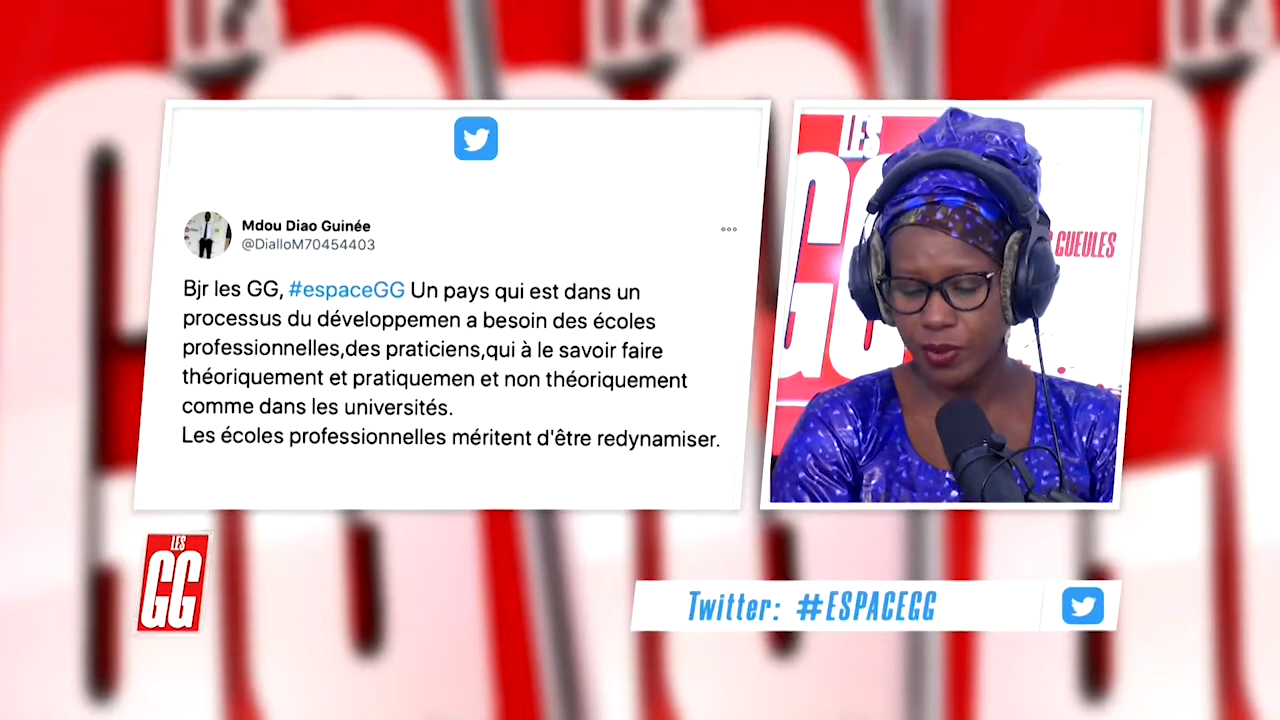 Mdou Diao Guinée
@DialloM70454403
Bjr les GG, #espaceGG Un pays qui est dans un
processus du développemen a besoin des écoles
professionnelles,des praticiens,qui à le savoir faire
théoriquement et pratiquemen et non théoriquement
comme dans les universités.
Les écoles professionnelles méritent d'être redynamiser.
LES
GUEULES
LES
GG
Twitter: #ESPACEGG